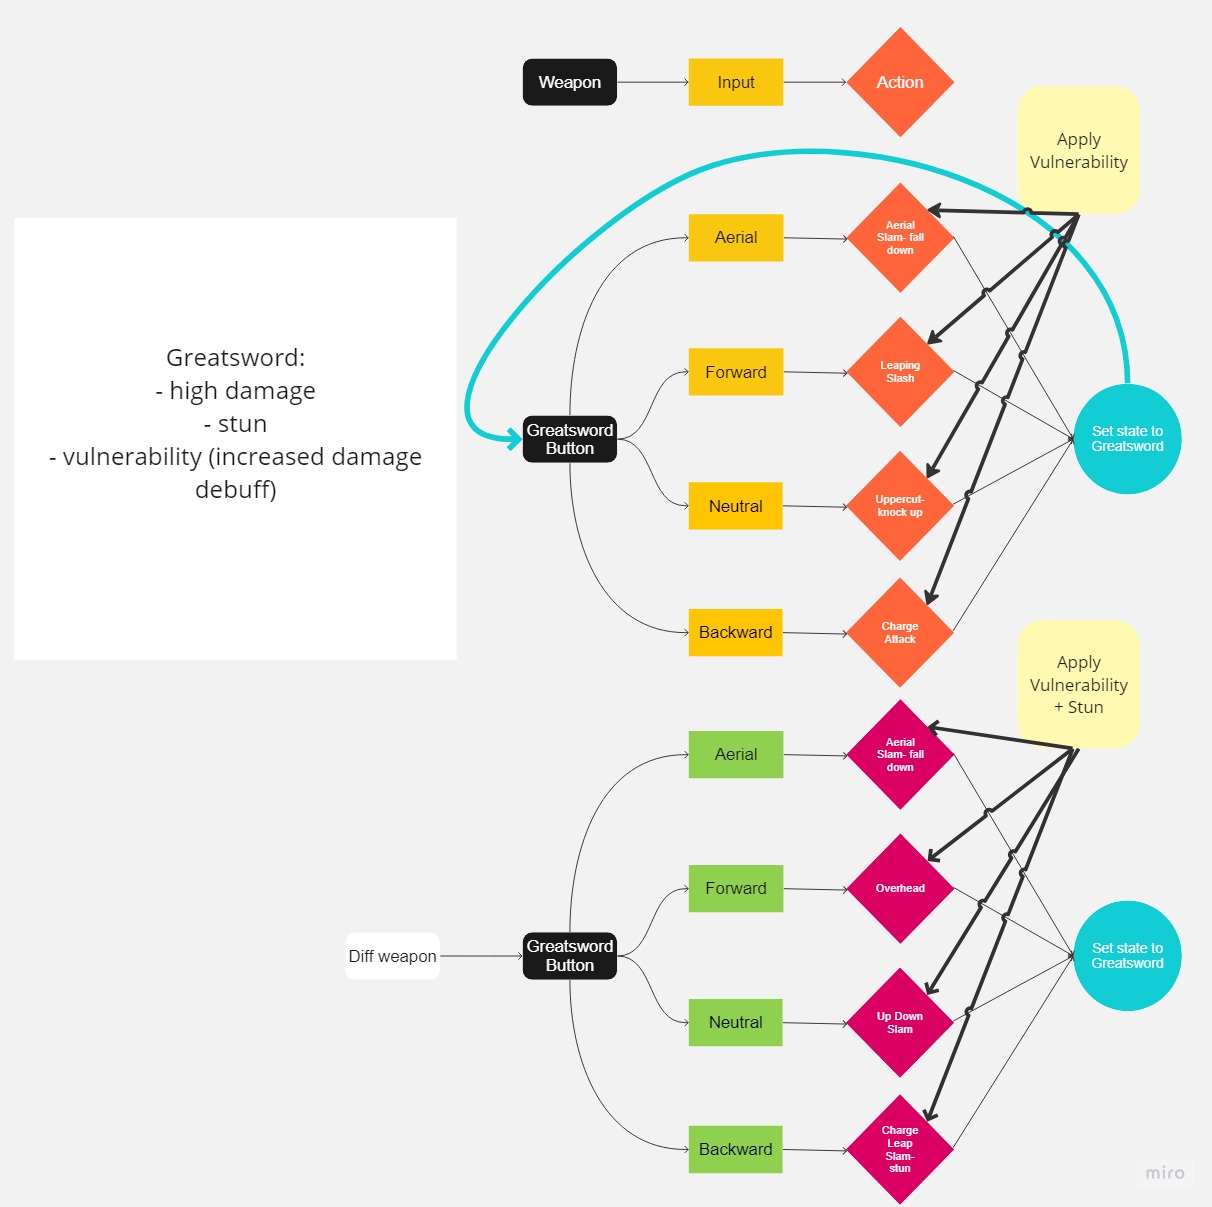 Weapon
Input
Action
Apply
Vulnerability
Aerial
Aerial
Slam- fall
down
Greatsword:
- high damage
- stun
- vulnerability (increased damage
debuff)
Forward
Leaping
Slash
Greatsword
Button
Set state to
Greatsword
Neutral
Uppercut-
knock up
Backward
Charge
Attack
Apply
Vulnerability
+ Stun
Aerial
Aerial
Slam- fall
down
Forward
Overhead
Diff weapon
Greatsword
Button
Set state to
Greatsword
Neutral
Up Down
Slam
Backward
Charge
Leap
Slam-
stun
miro